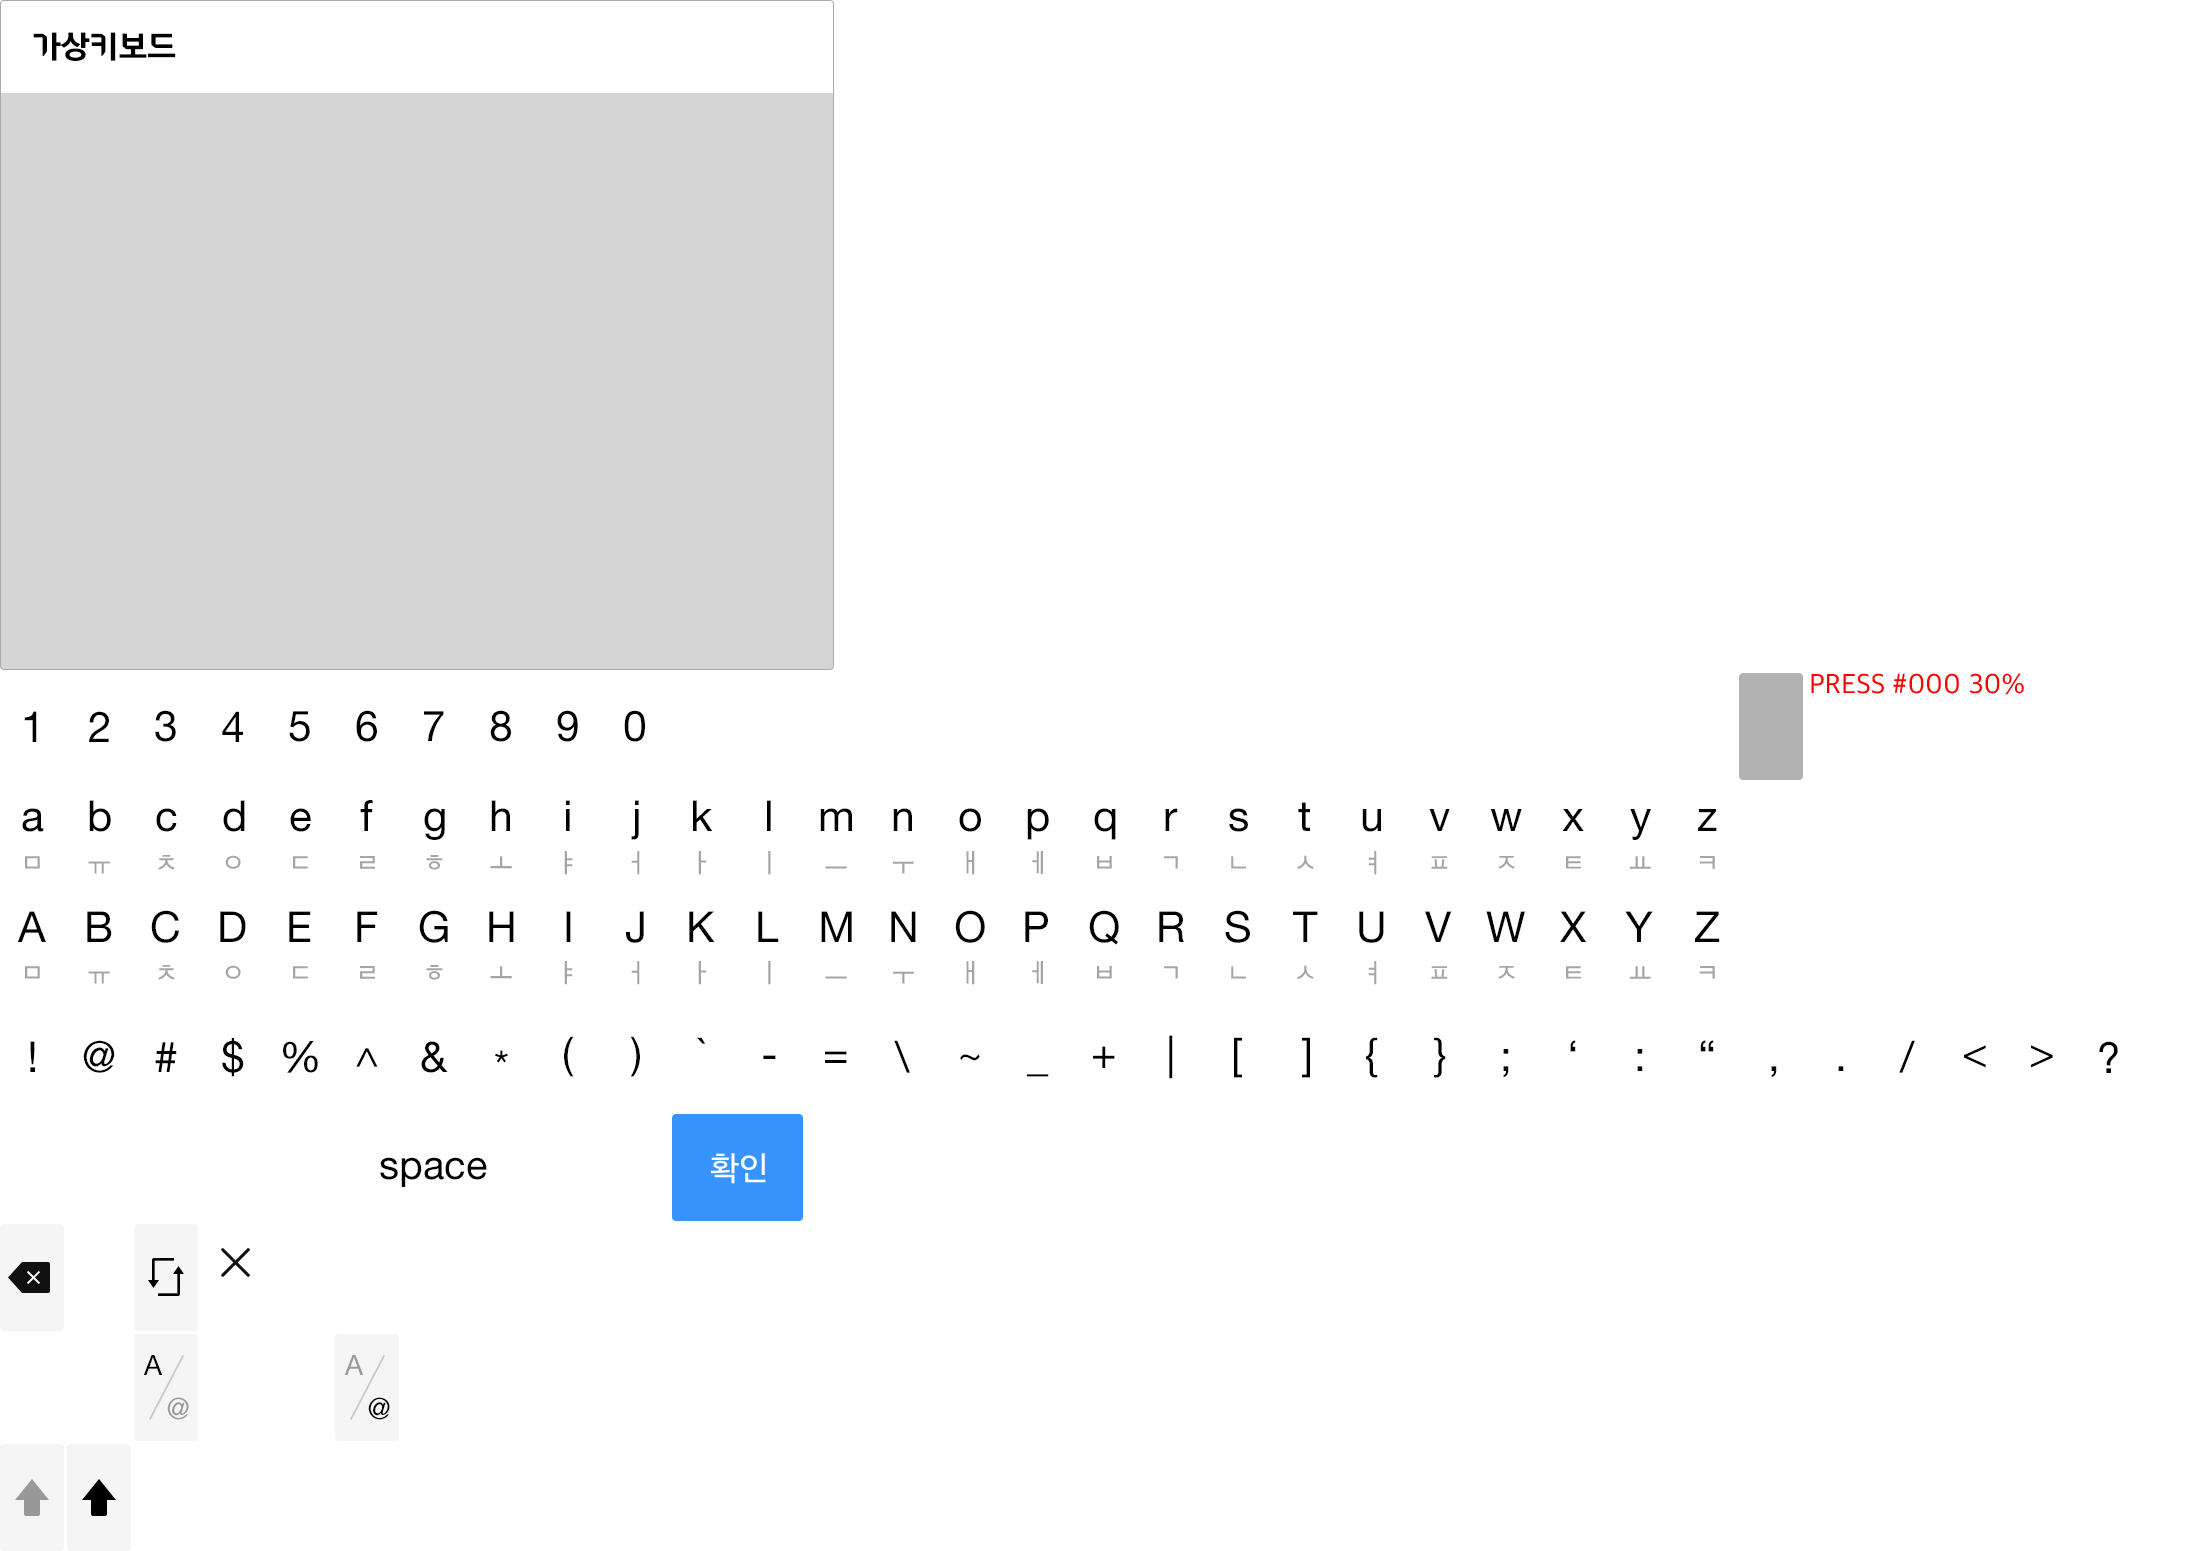 가상키보드
PRESS #000 30%
1 2 3 4 5 6 7 8 9 0
a b c d e f g h i j k l m n o p q r s t u v w x y z
ㅁ ㅠ ㅊ ㅇ ㄷ ㄹ ㅎ ㅗ ㅑ ㅓ ㅏ ㅣ ㅡ ㅜ ㅐ ㅔ ㅂ ㄱ ㄴ ㅅ ㅕ ㅍ ㅈ ㅌ ㅛ ㅋ
A B C D E F G H I J K L M N O P Q R S T U V W X Y Z
ㅁ ㅠ ㅊ ㅇ ㄷ ㄹ ㅎ ㅗ ㅑ ㅓ ㅏ ㅣ ㅡ ㅜ ㅐ ㅔ ㅂ ㄱ ㄴ ㅅ ㅕ ㅍ ㅈ ㅌ ㅛ ㅋ
! @ # $ % ^ & * ( ) ` - = \ ~ _ + | [ ] { } ; ‘ : “ , . / < > ?
space 확인
A / @ A / @